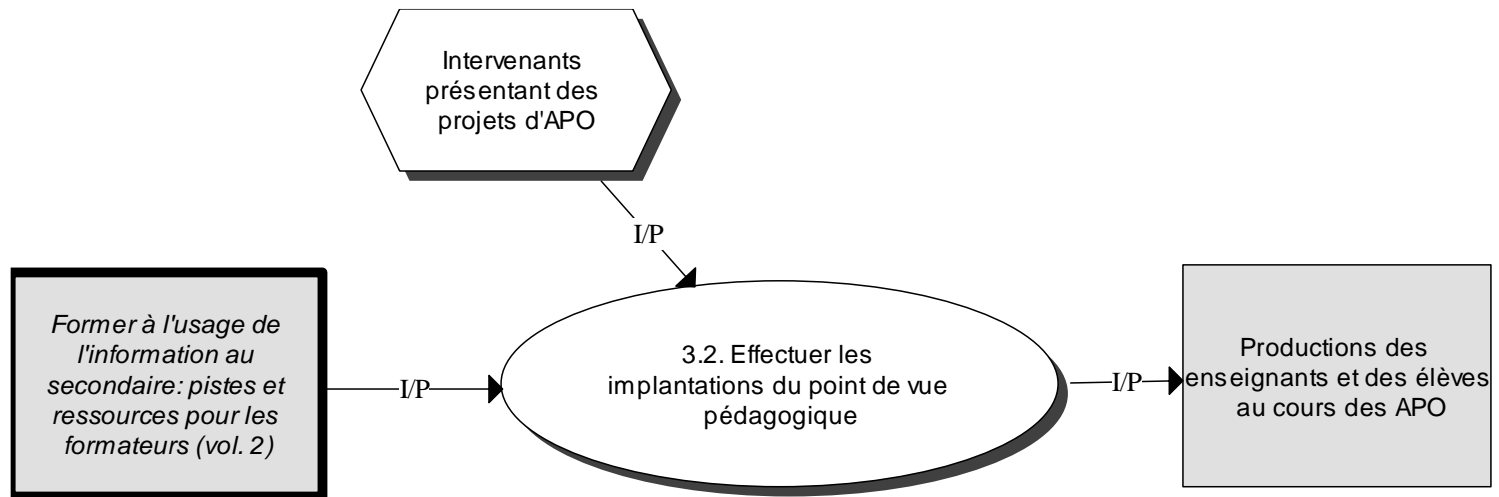 Intervenants
présentant des
projets d'APO
I/P
Former à l'usage de
l'information au
secondaire: pistes et
ressources pour les
formateurs (vol. 2)
I/P
3.2. Effectuer les
implantations du point de vue
pédagogique
I/P
Productions des
enseignants et des élèves
au cours des APO